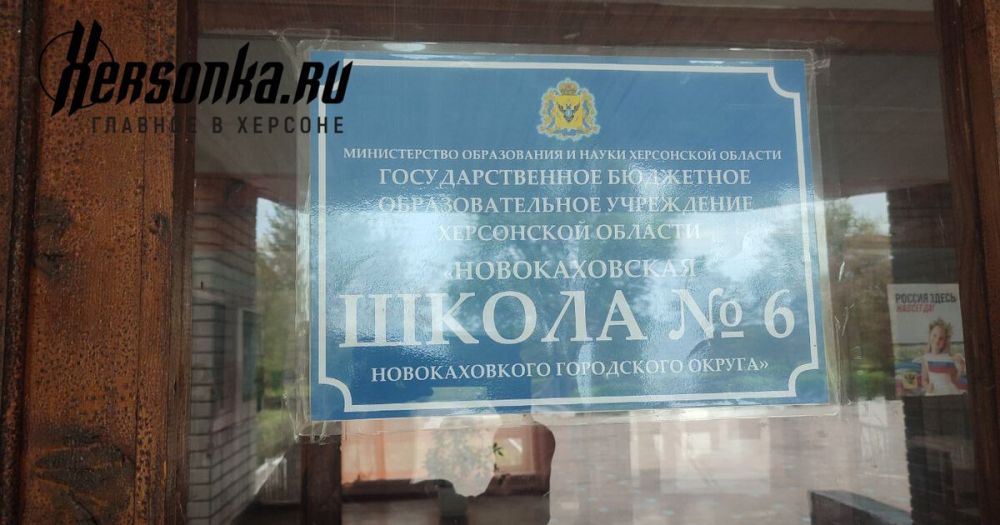 Xersonka.ru
ГЛАВНОЕ В ХЕРСОНЕ
МИНИСТЕРСТВО ОБРАЗОВАНИЯ И НАУКИ ХЕРСОНСКОЙ ОБЛАСТИ
ГОСУДАРСТВЕННОЕ БЮДЖЕТНОЕ
ОБРАЗОВАТЕЛЬНОЕ УЧРЕЖДЕНИЕ
ХЕРСОНСКОЙ ОБЛАСТИ
«НОВОКАХОВСКАЯ
ШКОЛА № 6
НОВОКАХОВКОГО ГОРОДСКОГО ОКРУГА»
РОССИЯ ЗДЕСЬ
НАВСЕГДА!